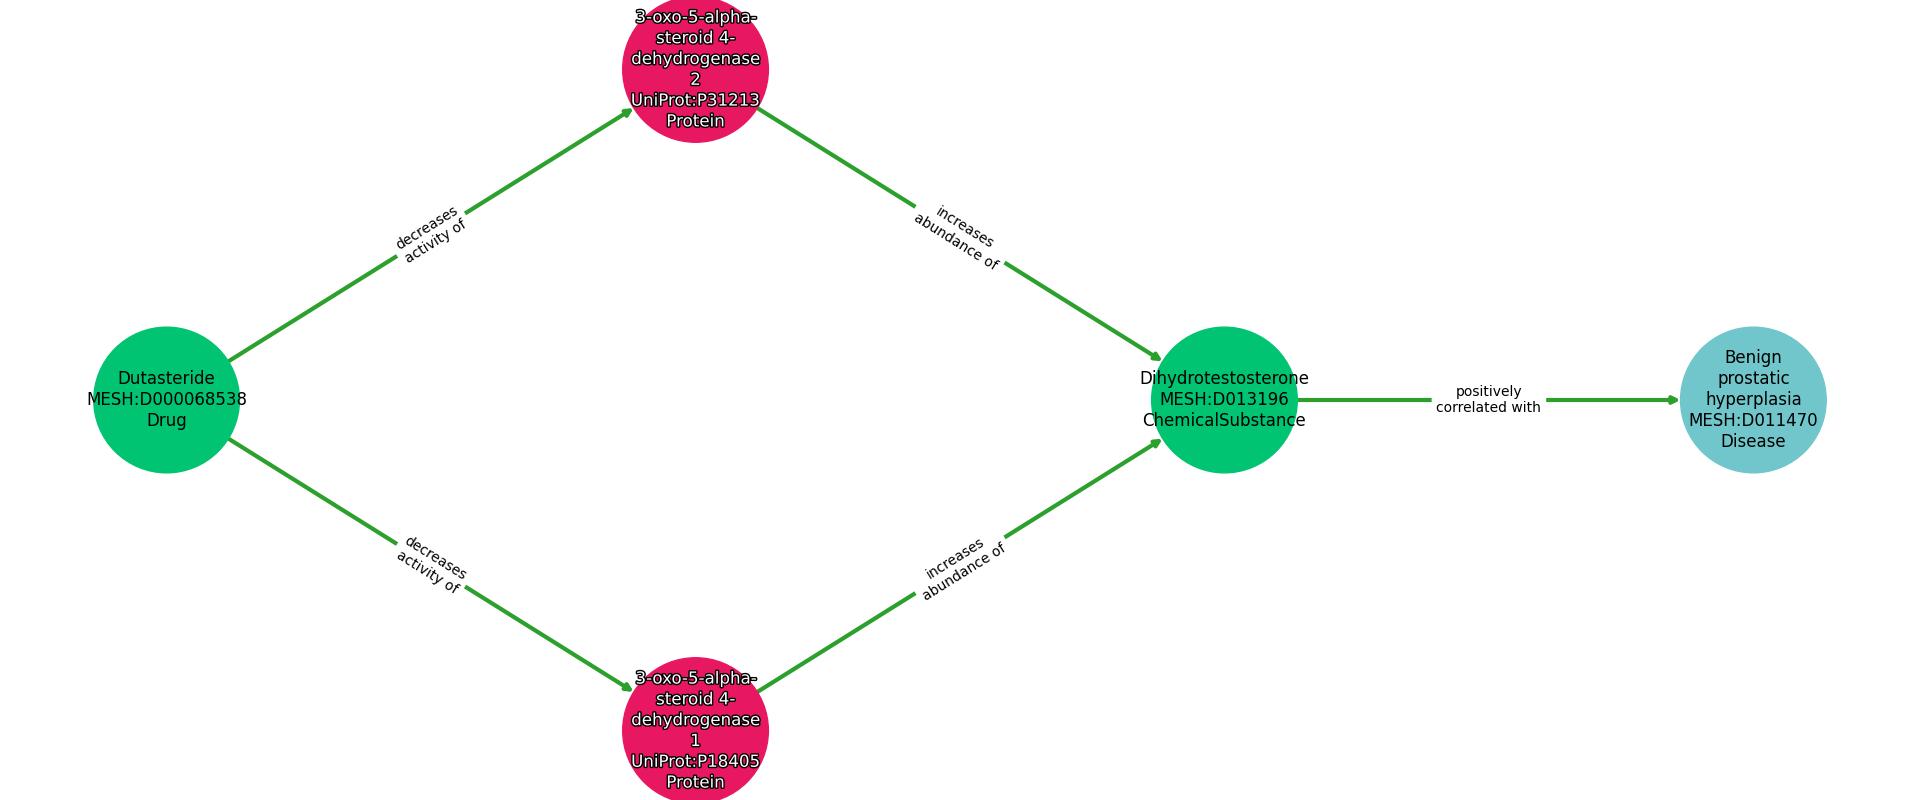 3-oxo-5-alpha-
steroid 4-
dehydrogenase
2
UniProt:P31213
Protein
decreases
activity of
increases
abundance of
Dutasteride
MESH:D000068538
Drug
Dihydrotestosterone
MESH:D013196
ChemicalSubstance
positively
correlated with
Benign
prostatic
hyperplasia
MESH:D011470
Disease
decreases
activity of
increases
abundance of
3-oxo-5-alpha-
steroid 4-
dehydrogenase
1
UniProt:P18405
Protein